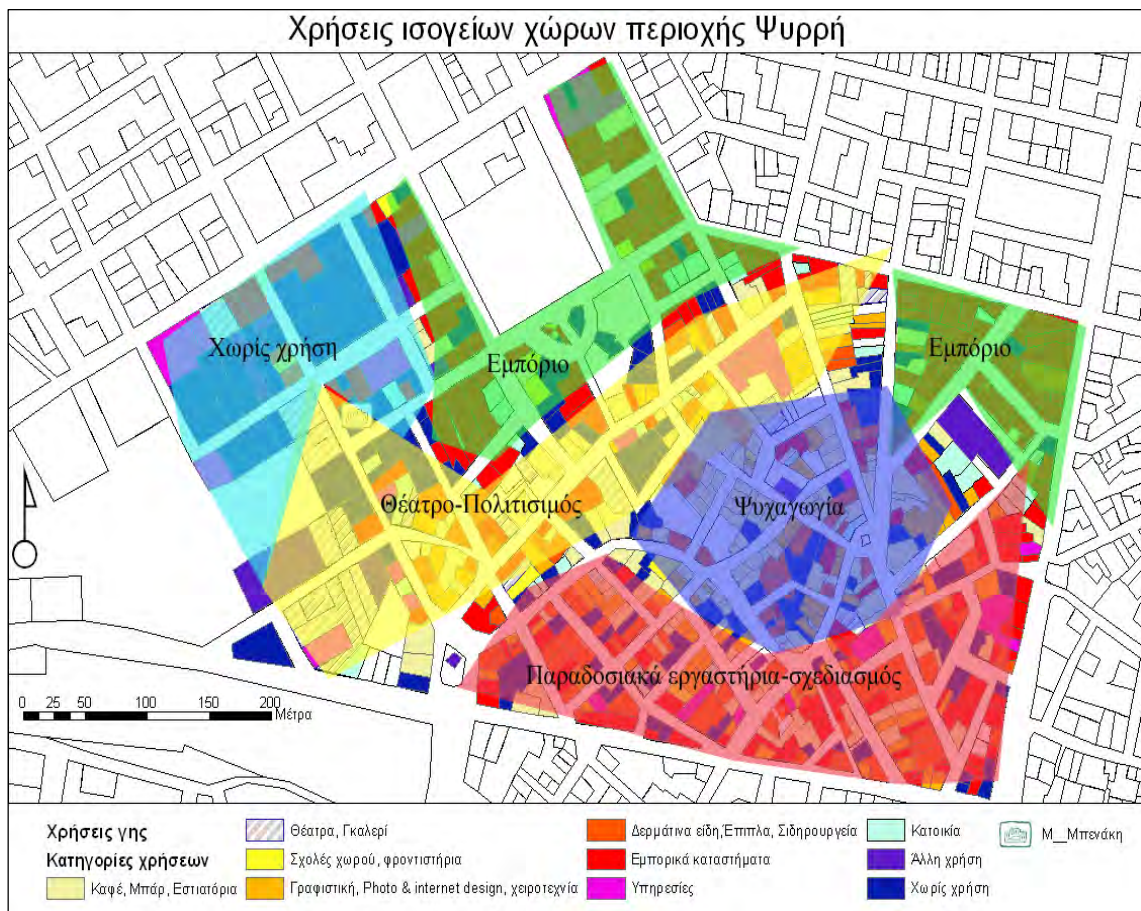 Χρήσεις ισογείων χώρων περιοχής Ψυρρή
Χωρίς χρήση
Εμπόριο
Εμπόριο
Θέατρο-Πολιτισιμός
Ψυχαγωγία
Παραδοσιακά εργαστήρια-σχεδιασμός
0 25 50 100 150 200
Μέτρα
Χρήσεις γης
Κατηγορίες χρήσεων
Καφέ, Μπάρ, Εστιατόρια
Θέατρα, Γκαλερί
Σχολές χωρού, φροντιστήρια
Γραφιστική, Photo & internet design, χειροτεχνία
Δερμάτινα είδη,Έπιπλα, Σιδηρουργεία
Εμπορικά καταστήματα
Υπηρεσίες
Κατοικία
Άλλη χρήση
Χωρίς χρήση
Μ__Μπενάκη